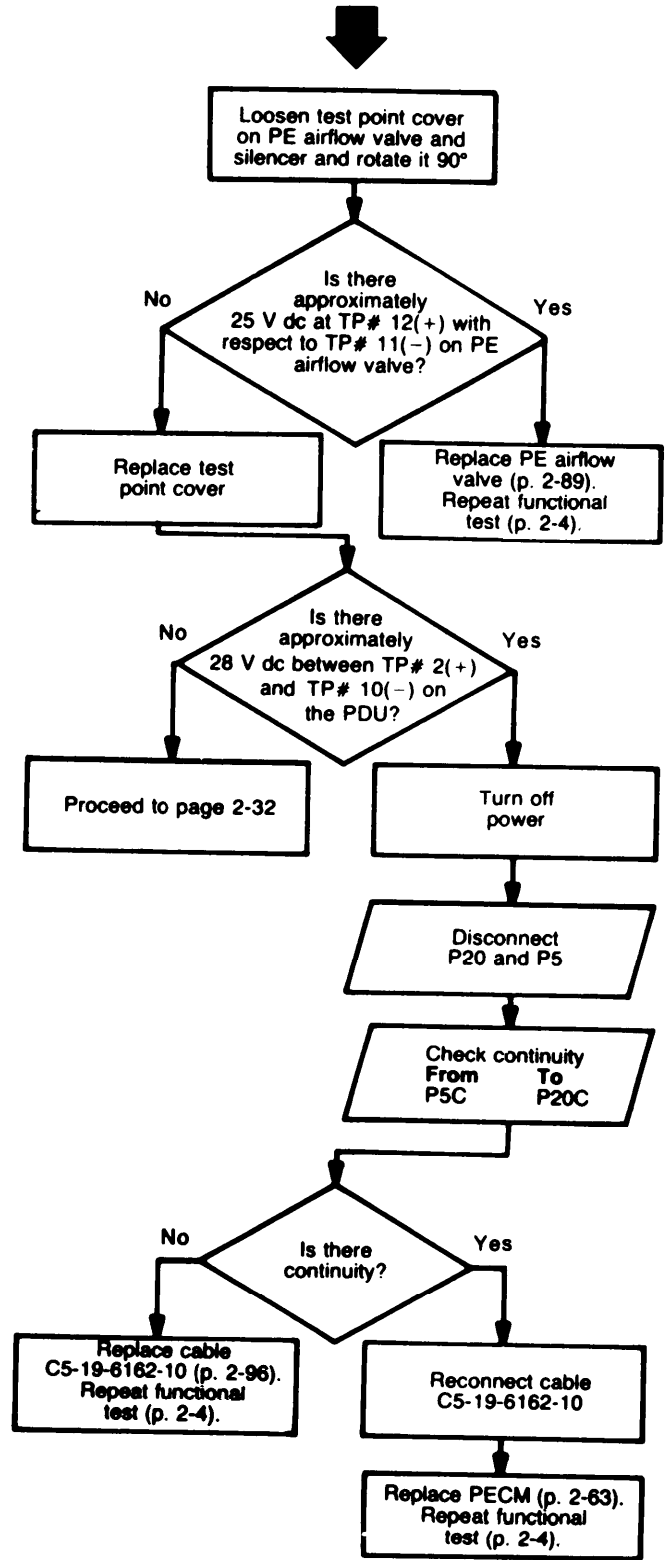 Loosen test point cover
on PE airflow valve and
silencer and rotate it 90°
Is there
approximately
25 V dc at TP# 12(+) with
respect to TP# 11(−) on PE
airflow valve?
No
Yes
Replace test
point cover
Replace PE airflow
valve (p. 2-89).
Repeat functional
test (p. 2-4).
Is there
approximately
28 V dc between TP# 2(+)
and TP# 10(−) on
the PDU?
No
Yes
Proceed to page 2-32
Turn off
power
Disconnect
P20 and P5
Check continuity
From To
P5C P20C
Is there
continuity?
No
Yes
Replace cable
C5-19-6162-10 (p. 2-96).
Repeat functional
test (p. 2-4).
Reconnect cable
C5-19-6162-10
Replace PECM (p. 2-63).
Repeat functional
test (p. 2-4).